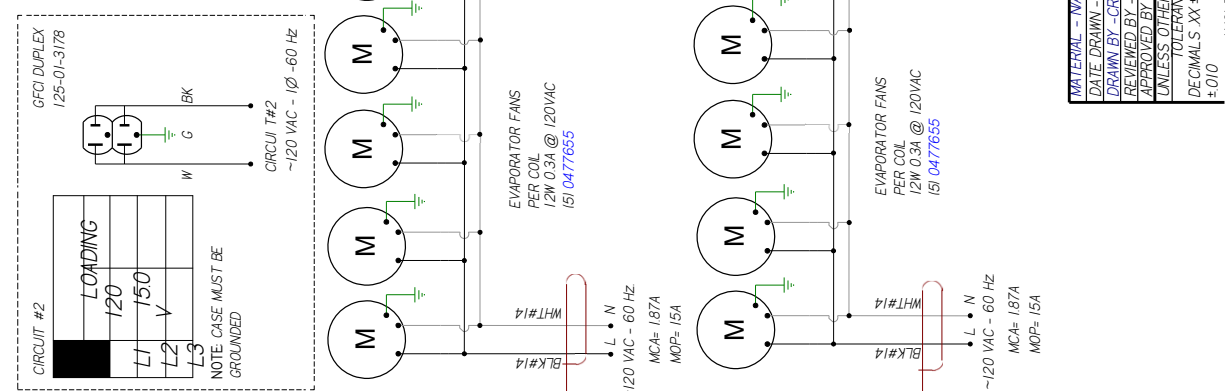 CIRCUIT #2
LOADING
120
V
L1
15.0
L2
L3
NOTE: CASE MUST BE
GROUNDED
GFCI DUPLEX
125-01-3178
W
G
BK
CIRCUI T#2
~120 VAC - 1Ø -60 Hz
M
M
M
M
EVAPORATOR FANS
PER COIL
12W 0.3A @ 120VAC
(5) 0477655
BLK#14
WHT#14
L
N
120 VAC - 60 Hz
MCA= 1.87A
MOP= 15A
M
M
M
M
EVAPORATOR FANS
PER COIL
12W 0.3A @ 120VAC
(5) 0477655
BLK#14
WHT#14
L
N
~120 VAC - 60 Hz
MCA= 1.87A
MOP= 15A
MATERIAL - N/
DATE DRAWN -
DRAWN BY -CR
REVIEWED BY -
APPROVED BY
UNLESS OTHER
TOLERAN
DECIMALS .XX ±
±.010